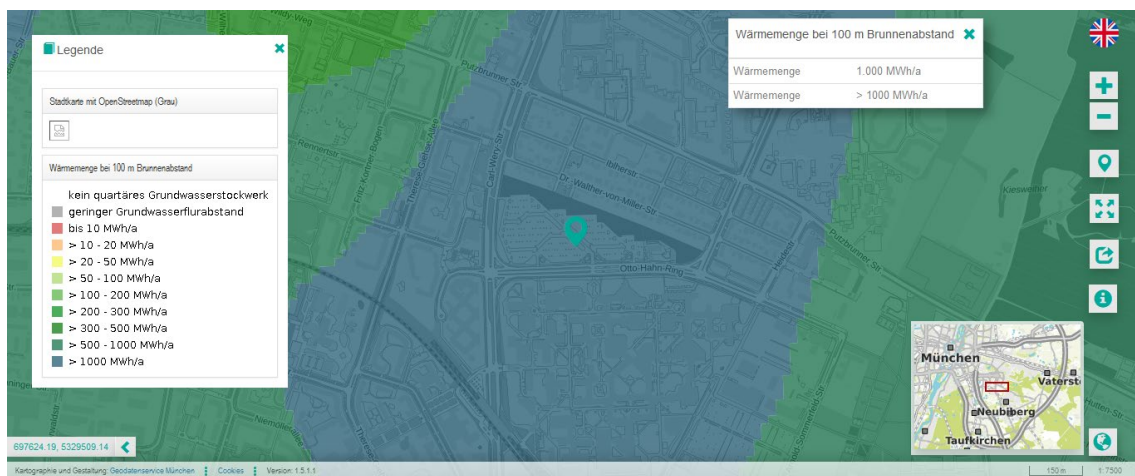 Legende
Stadtkarte mit OpenStreetmap (Grau)
Wärmemenge bei 100 m Brunnenabstand
kein quartäres Grundwasserstockwerk
geringer Grundwasserflurabstand
bis 10 MWh/a
> 10 - 20 MWh/a
> 20 - 50 MWh/a
> 50 - 100 MWh/a
> 100 - 200 MWh/a
> 200 - 300 MWh/a
> 300 - 500 MWh/a
> 500 - 1000 MWh/a
> 1000 MWh/a
Wärmemenge bei 100 m Brunnenabstand
Wärmemenge 1.000 MWh/a
Wärmemenge > 1000 MWh/a
Putzbrunner Str.
Rennertstr.
Carl-Wery-Str.
Iblherstr.
Dr.-Walther-von-Miller-Str.
Otto-Hahn-Ring
Putzbrunner Str.
Kiesweiher
München
Vaterst
Neubiberg
Taufkirchen
697624.19, 5329509.14
Kartographie und Gestaltung: Geodatenservice München
Cookies
Version: 1.5.1.1
150 m
1: 7500